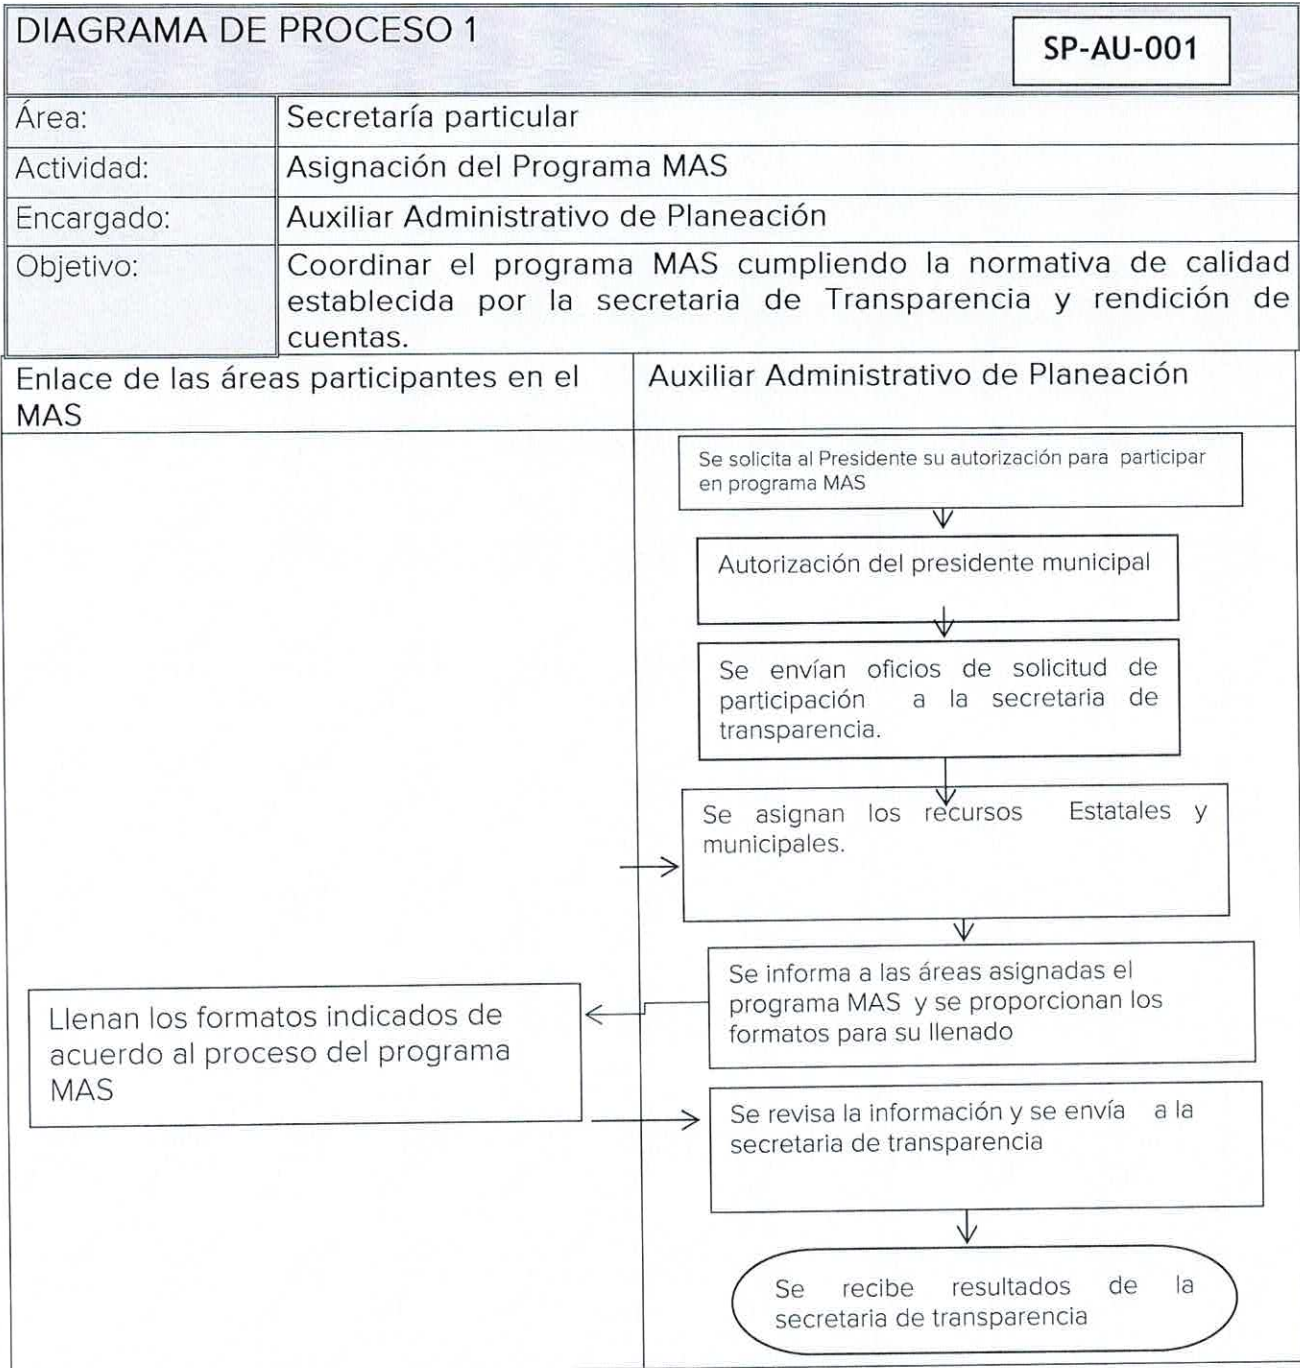 DIAGRAMA DE PROCESO 1
SP-AU-001
Área:
Secretaría particular
Actividad:
Asignación del Programa MAS
Encargado:
Auxiliar Administrativo de Planeación
Objetivo:
Coordinar el programa MAS cumpliendo la normativa de calidad
establecida por la secretaria de Transparencia y rendición de
cuentas.
Enlace de las áreas participantes en el
MAS
Auxiliar Administrativo de Planeación
Se solicita al Presidente su autorización para participar
en programa MAS
Autorización del presidente municipal
Se envían oficios de solicitud de
participación a la secretaria de
transparencia.
Se asignan los recursos Estatales y
municipales.
Se informa a las áreas asignadas el
programa MAS y se proporcionan los
formatos para su llenado
Llenan los formatos indicados de
acuerdo al proceso del programa
MAS
Se revisa la información y se envía a la
secretaria de transparencia
Se recibe resultados de la
secretaria de transparencia